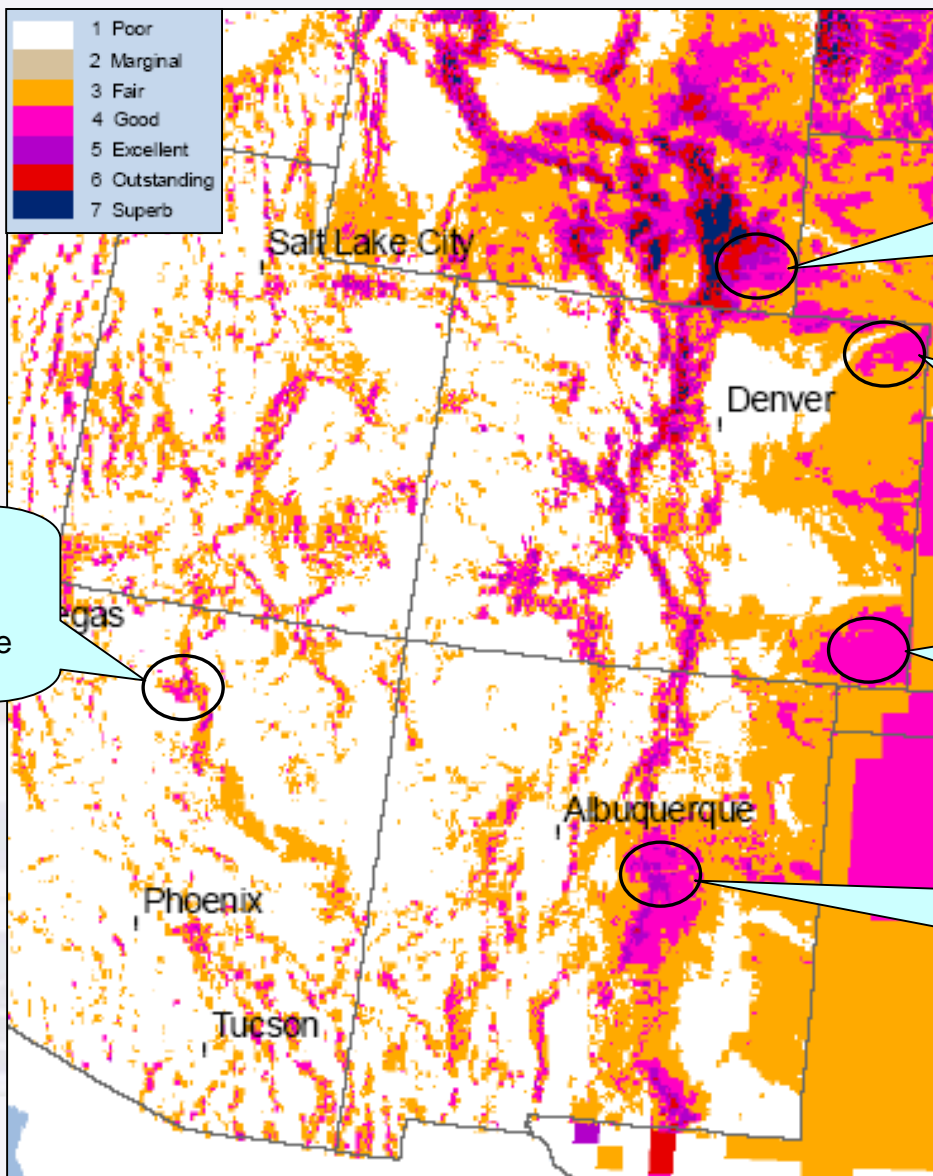 1 Poor
2 Marginal
3 Fair
4 Good
5 Excellent
6 Outstanding
7 Superb
Salt Lake City
Denver
egas
e
Albuquerque
Phoenix
Tucson